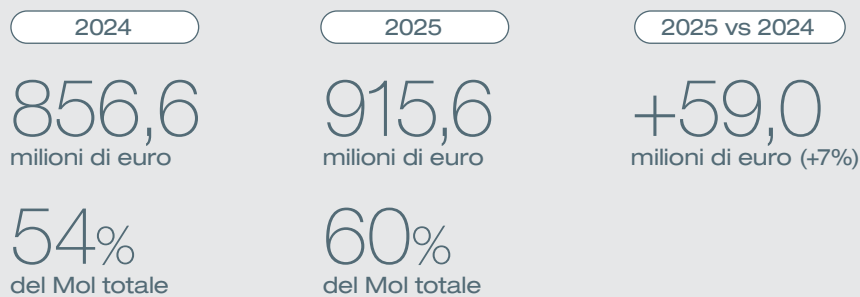 2024
2025
2025 vs 2024
856,6
915,6
+59,0
milioni di euro
milioni di euro
milioni di euro (+7%)
54%
60%
del Mol totale
del Mol totale